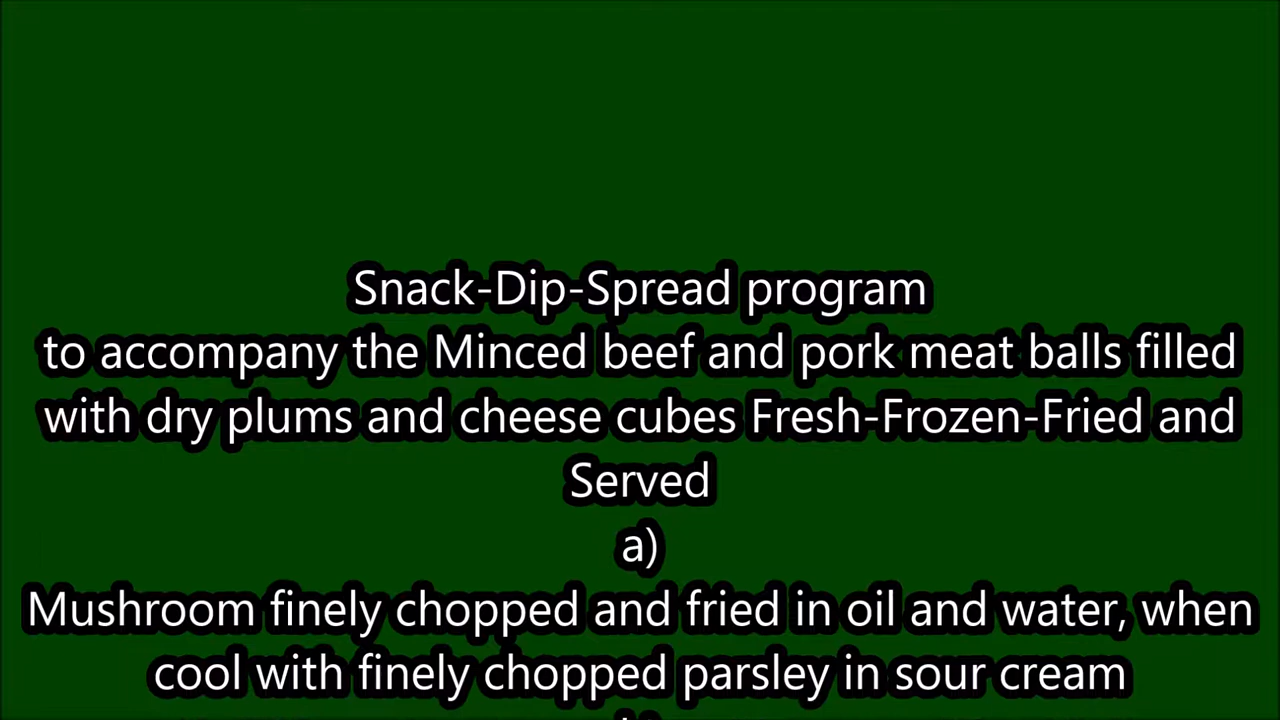 Snack-Dip-Spread program
to accompany the Minced beef and pork meat balls filled
with dry plums and cheese cubes Fresh-Frozen-Fried and
Served
a)
Mushroom finely chopped and fried in oil and water, when
cool with finely chopped parsley in sour cream